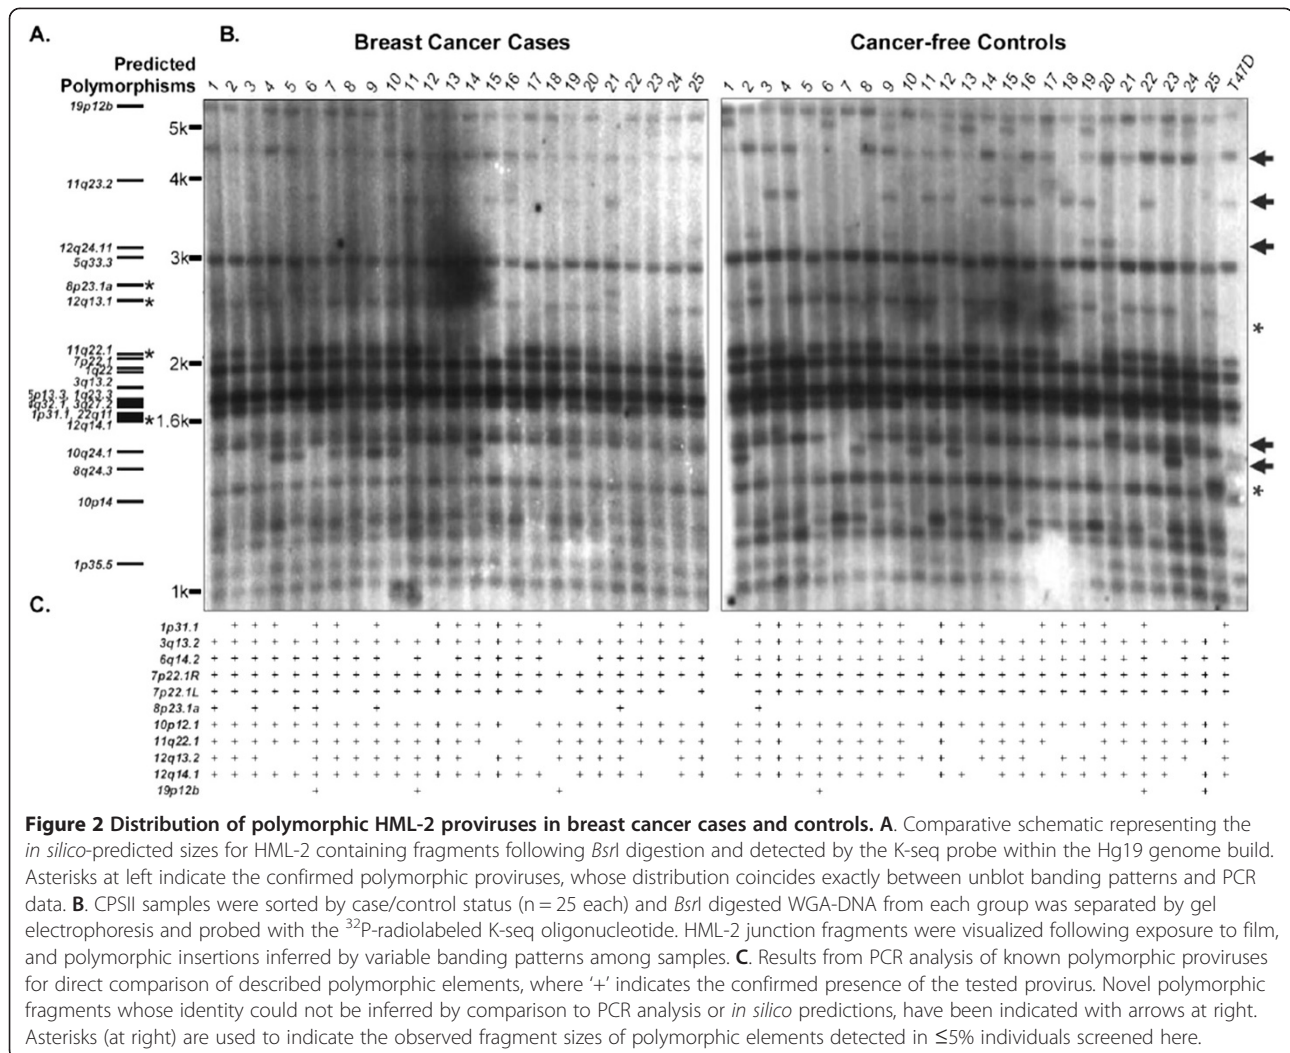 A.
B.
Breast Cancer Cases
Cancer-free Controls
Predicted
Polymorphisms
1 2 3 4 5 6 7 8 9 10 11 12 13 14 15 16 17 18 19 20 21 22 23 24 25
1 2 3 4 5 6 7 8 9 10 11 12 13 14 15 16 17 18 19 20 21 22 23 24 25 T47D
19p12b
5k
4k
11q23.2
12q24.11
3k
5q33.3
8p23.1a *
12q13.1 *
*
11q22.1 *
7p22.1
2k
1q22
3q13.2
5p13.3, 1q23.3
3q27.2
1p31.1, 22q11 *
1.6k
12q14.1
10q24.1
8q24.3
*
10p14
1p35.5
1k
C.
1p31.1
3q13.2
6q14.2
7p22.1R
7p22.1L
8p23.1a
10p12.1
11q22.1
12q13.2
12q14.1
19p12b
Figure 2 Distribution of polymorphic HML-2 proviruses in breast cancer cases and controls. A. Comparative schematic representing the
in silico-predicted sizes for HML-2 containing fragments following BsrI digestion and detected by the K-seq probe within the Hg19 genome build.
Asterisks at left indicate the confirmed polymorphic proviruses, whose distribution coincides exactly between unblot banding patterns and PCR
data. B. CPSII samples were sorted by case/control status (n = 25 each) and BsrI digested WGA-DNA from each group was separated by gel
electrophoresis and probed with the 32P-radiolabeled K-seq oligonucleotide. HML-2 junction fragments were visualized following exposure to film,
and polymorphic insertions inferred by variable banding patterns among samples. C. Results from PCR analysis of known polymorphic proviruses
for direct comparison of described polymorphic elements, where '+' indicates the confirmed presence of the tested provirus. Novel polymorphic
fragments whose identity could not be inferred by comparison to PCR analysis or in silico predictions, have been indicated with arrows at right.
Asterisks (at right) are used to indicate the observed fragment sizes of polymorphic elements detected in ≤5% individuals screened here.